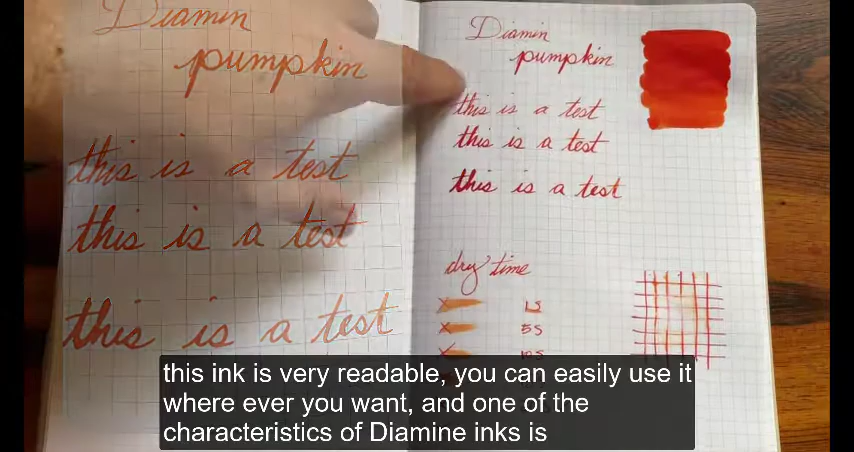 Diamin
pumpkin
this is a test
this is a test
this is a test
Diamin
pumpkin
this is a test
this is a test
this is a test
dry time
x 1s
x 5s
x 10s
this ink is very readable, you can easily use it
where ever you want, and one of the
characteristics of Diamine inks is